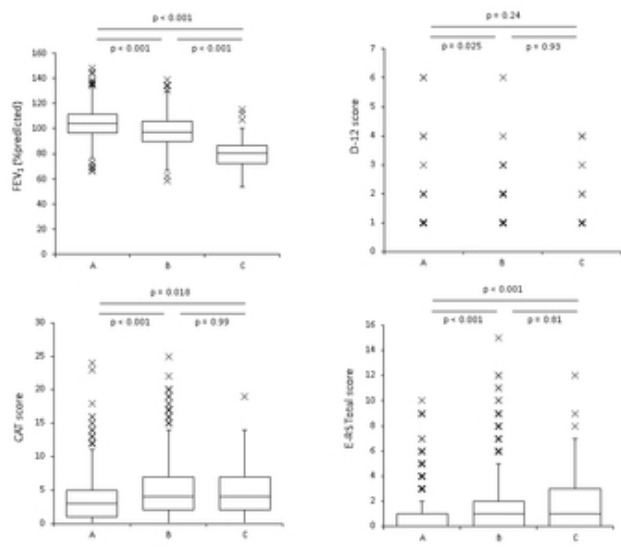 p < 0.001
p < 0.001 p < 0.001
160
140
120
100
80
60
40
20
0
FEV₁ (%predicted)
A B C
p = 0.24
p = 0.025 p = 0.93
7
6
5
4
3
2
1
0
D-12 score
A B C
p = 0.018
p < 0.001 p = 0.99
30
25
20
15
10
5
0
CAT score
A B C
p < 0.001
p < 0.001 p = 0.81
16
14
12
10
8
6
4
2
0
E-RS Total score
A B C